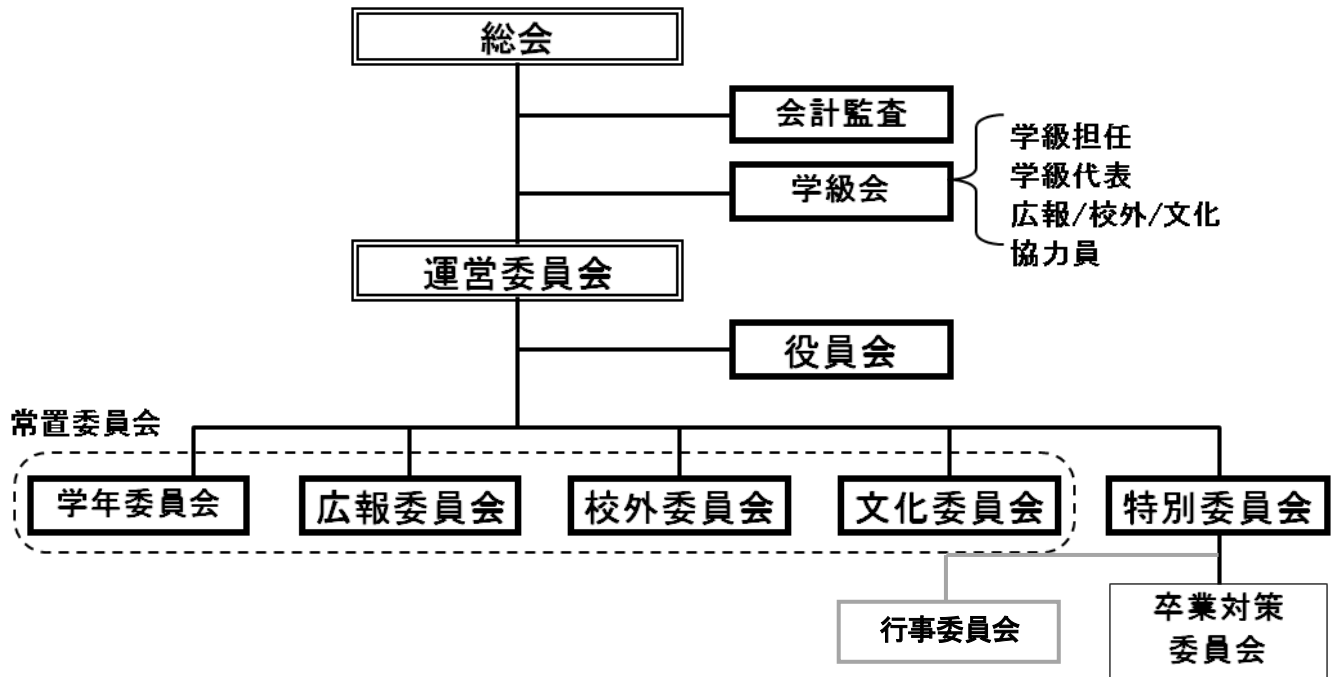 総会
会計監査
学級会
学級担任
学級代表
広報/校外/文化
協力員
運営委員会
役員会
常置委員会
学年委員会
広報委員会
校外委員会
文化委員会
特別委員会
行事委員会
卒業対策
委員会